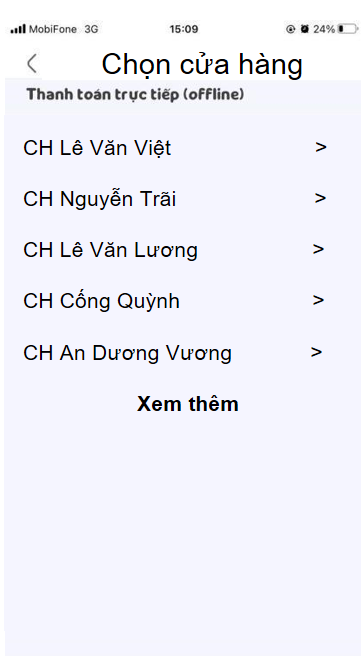 MobiFone 3G 15:09 24%
Chọn cửa hàng
Thanh toán trực tiếp (offline)
CH Lê Văn Việt >
CH Nguyễn Trãi >
CH Lê Văn Lương >
CH Cống Quỳnh >
CH An Dương Vương >
Xem thêm